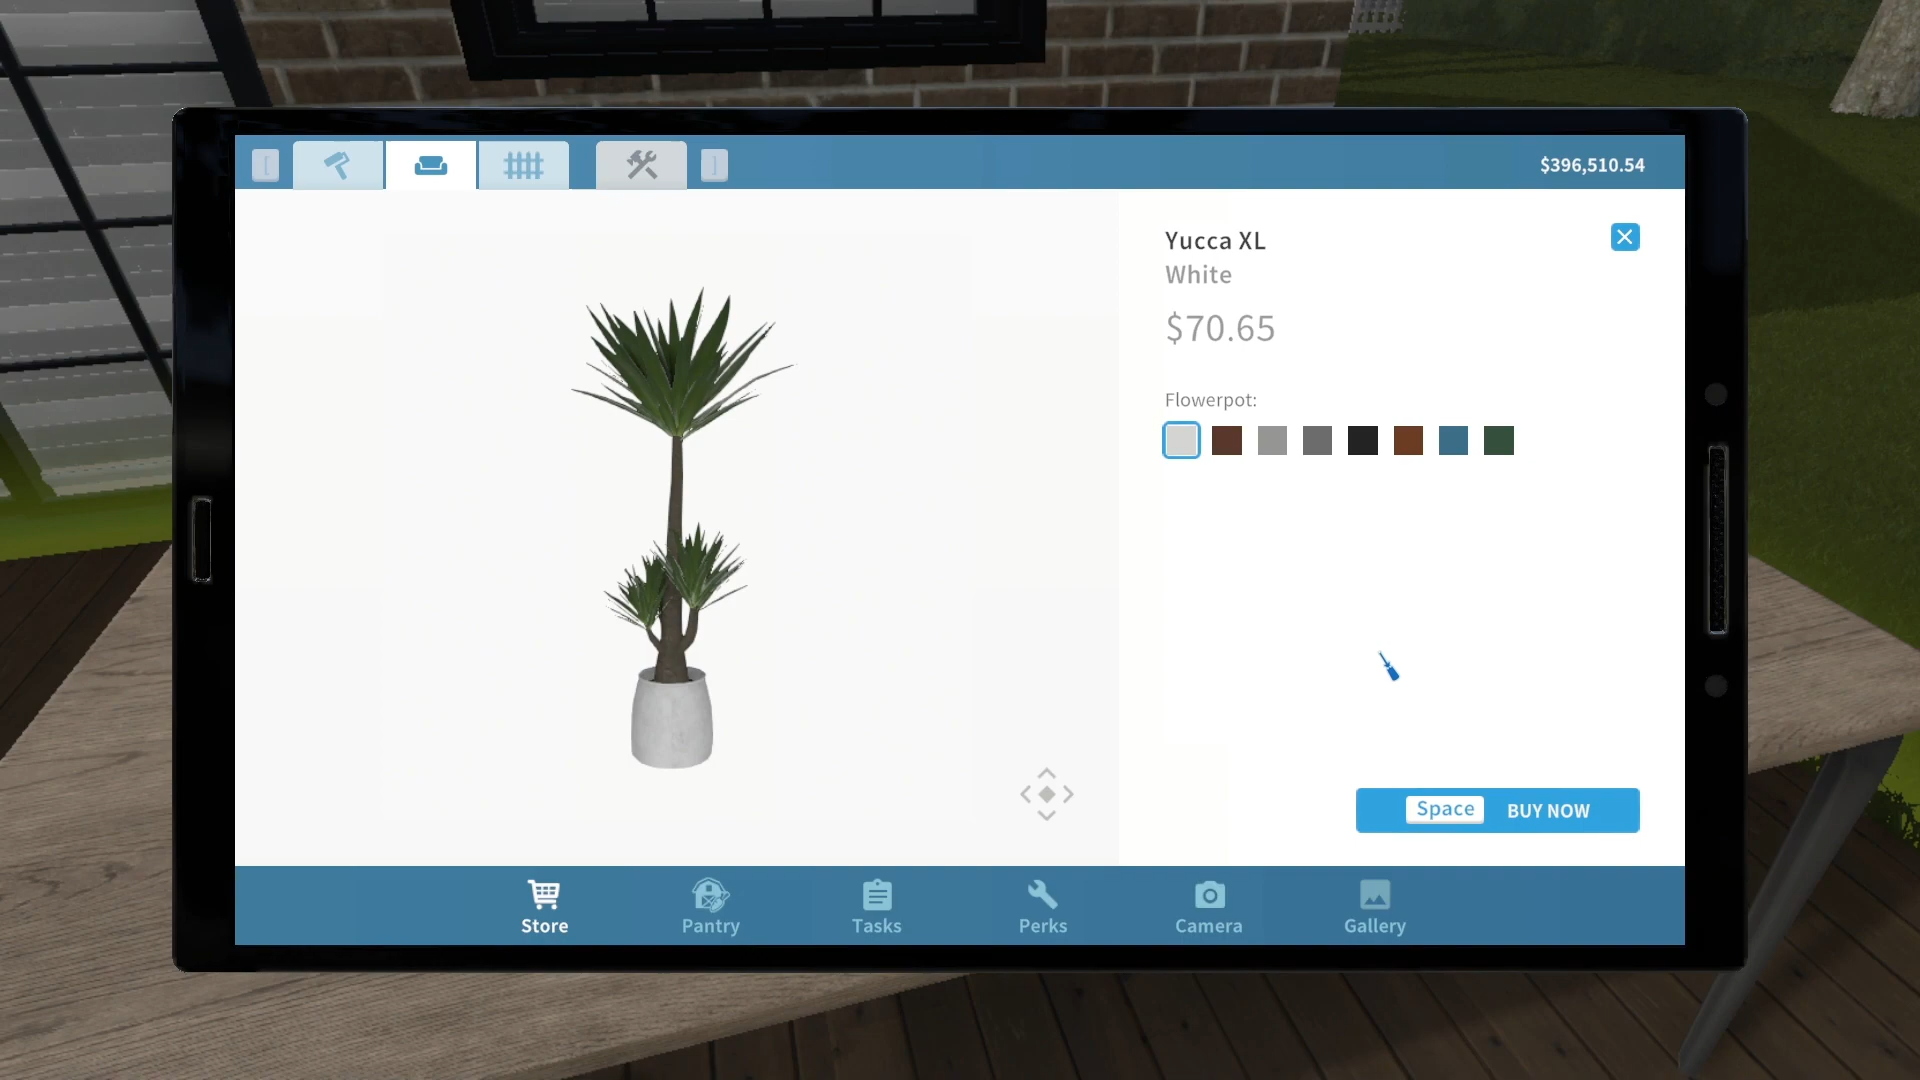 [
]
$396,510.54
Yucca XL
White
$70.65
Flowerpot:
Space BUY NOW
Store
Pantry
Tasks
Perks
Camera
Gallery